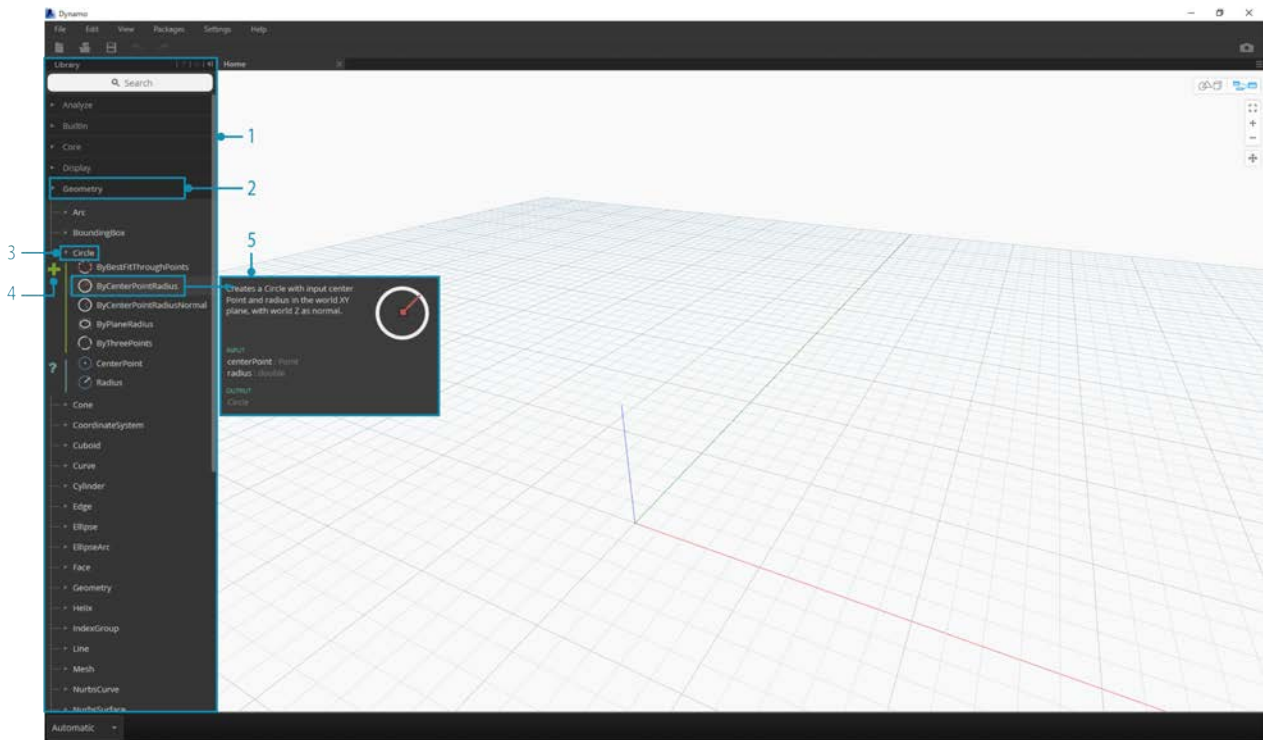 Dynamo
File Edit View Packages Settings Help
Library
Home
Search
Analyze
BuiltIn
Core
1
Display
Geometry
2
Arc
BoundingBox
5
3
Circle
ByBestFitThroughPoints
4
ByCenterPointRadius
ByCenterPointRadiusNormal
ByPlaneRadius
ByThreePoints
?
CenterPoint
Radius
Creates a Circle with input center
Point and radius in the world XY
plane, with world Z as normal.
INPUT
centerPoint : Point
radius : double
OUTPUT
Circle
Cone
CoordinateSystem
Cuboid
Curve
Cylinder
Edge
Ellipse
EllipseArc
Face
Geometry
Helix
IndexGroup
Line
Mesh
NurbsCurve
NurbsSurface
Automatic